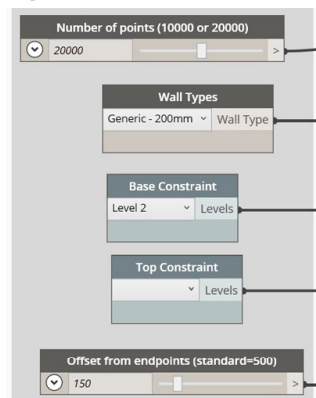 Number of points (10000 or 20000)
20000 >
Wall Types
Generic - 200mm Wall Type
Base Constraint
Level 2 Levels
Top Constraint
Levels
Offset from endpoints (standard=500)
150 >